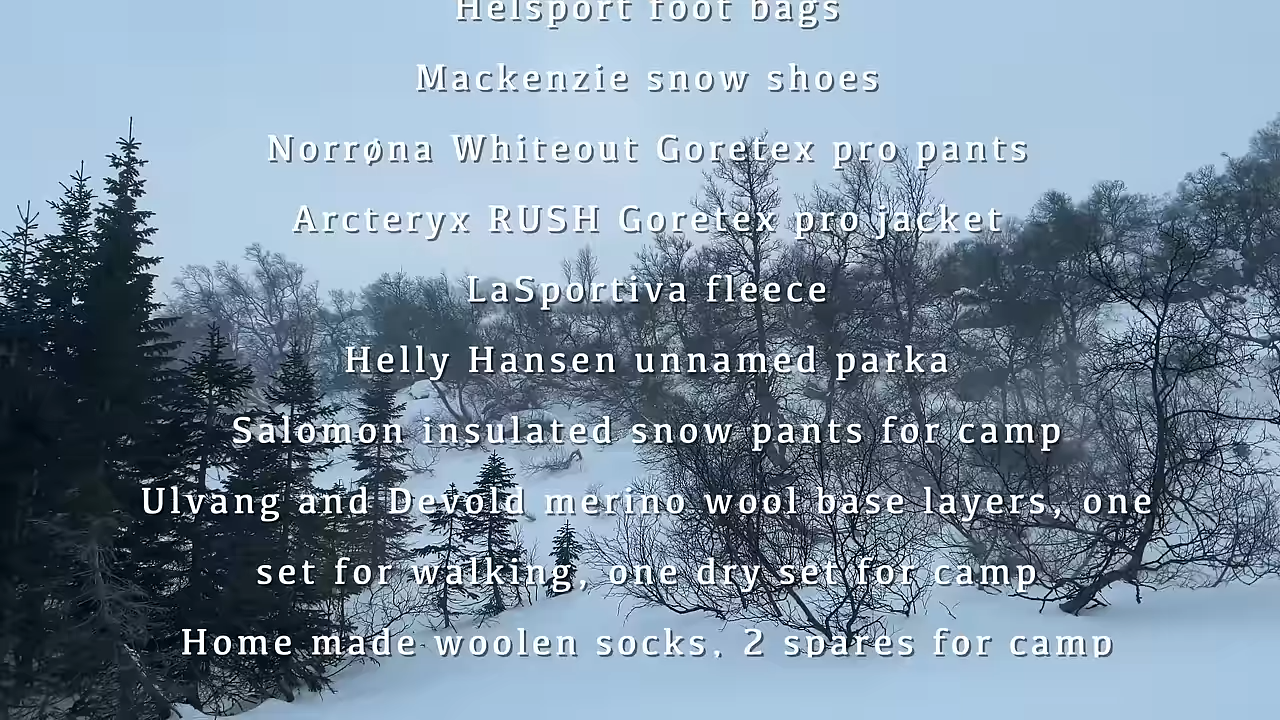 Helsport foot bags
Mackenzie snow shoes
Norrøna Whiteout Goretex pro pants
Arcteryx RUSH Goretex pro jacket
LaSportiva fleece
Helly Hansen unnamed parka
Salomon insulated snow pants for camp
Ulvang and Devold merino wool base layers, one
set for walking, one dry set for camp
Home made woolen socks, 2 spares for camp